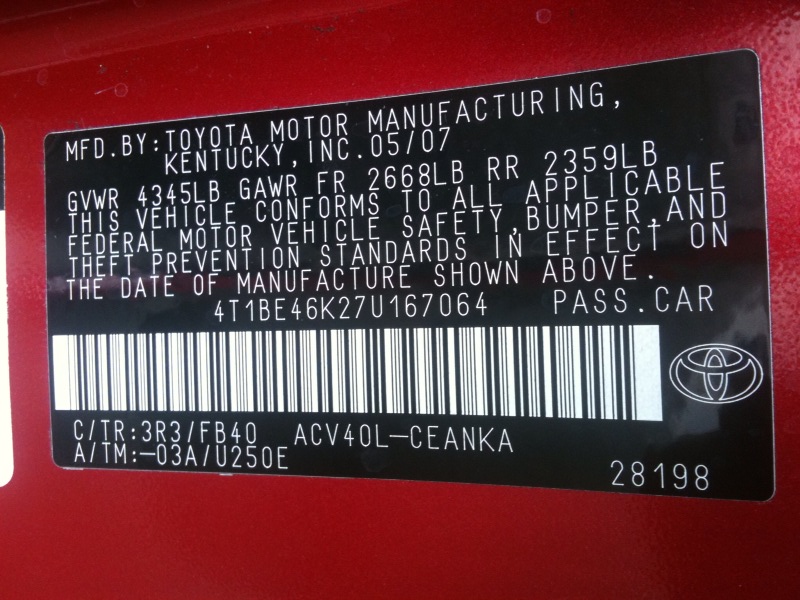 MFD.BY:TOYOTA MOTOR MANUFACTURING,
KENTUCKY,INC.05/07
GVWR 4345LB GAWR FR 2668LB RR 2359LB
THIS VEHICLE CONFORMS TO ALL APPLICABLE
FEDERAL MOTOR VEHICLE SAFETY,BUMPER,AND
THEFT PREVENTION STANDARDS IN EFFECT ON
THE DATE OF MANUFACTURE SHOWN ABOVE.
4T1BE46K27U167064 PASS.CAR
C/TR:3R3/FB40 ACV40L-CEANKA
A/TM:-03A/U250E
28198